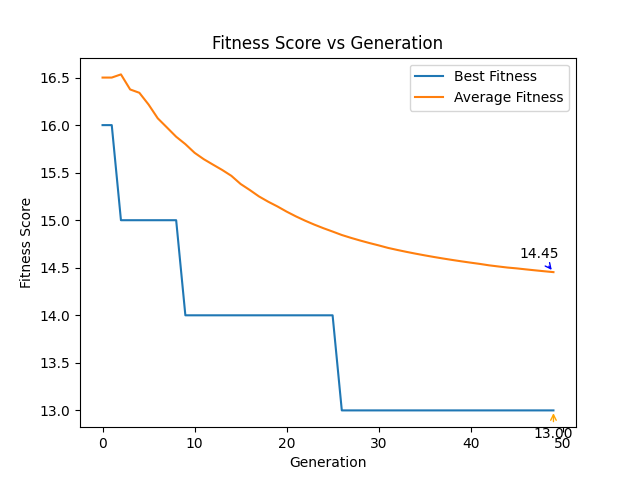 Fitness Score vs Generation
Best Fitness
Average Fitness
16.5
16.0
15.5
15.0
14.5
14.0
13.5
13.0
Fitness Score
14.45
13.00
0 10 20 30 40 50
Generation